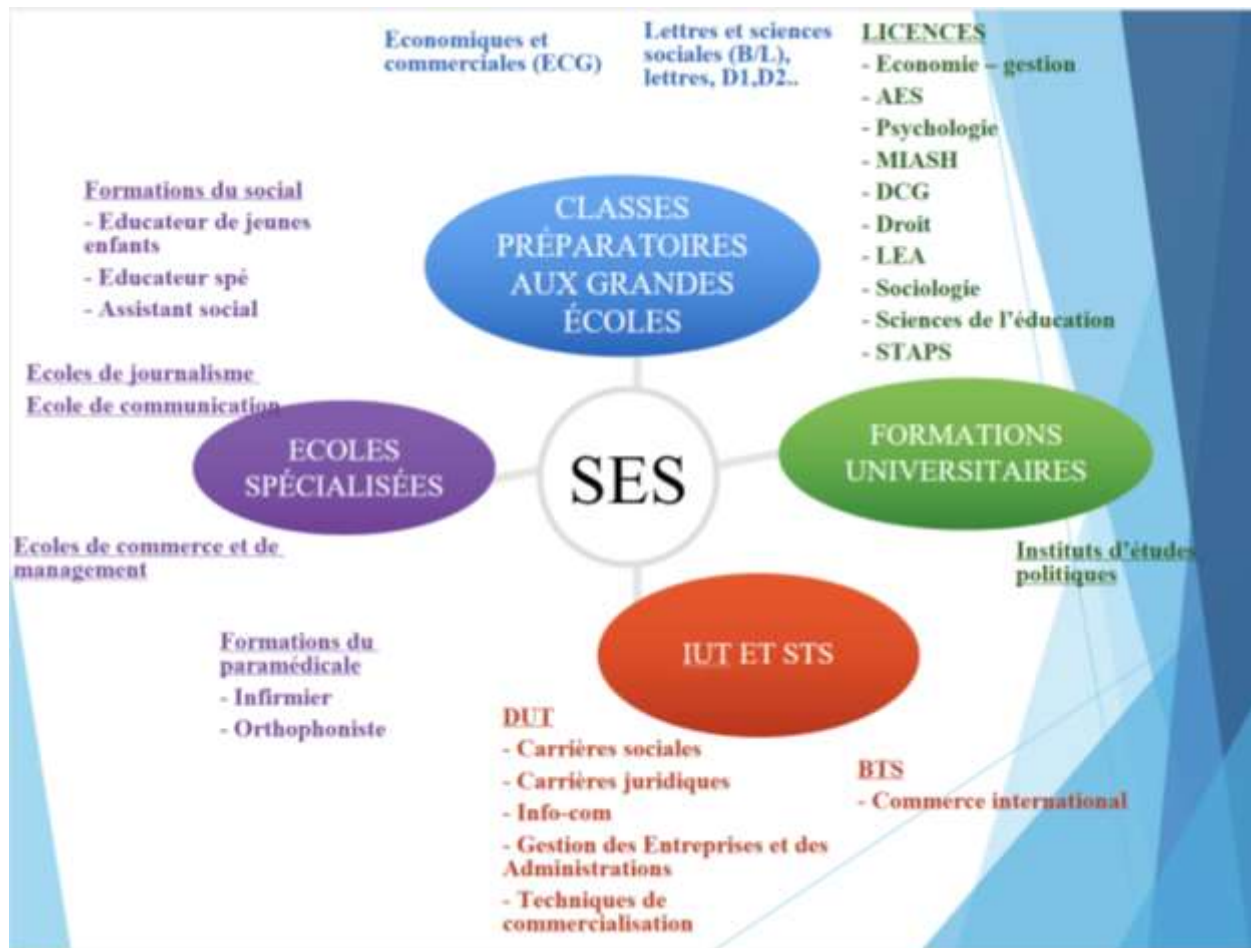 Economiques et
commerciales (ECG)
Lettres et sciences
sociales (B/L),
lettres, D1,D2..
LICENCES
- Economie – gestion
- AES
- Psychologie
- MIASH
- DCG
- Droit
- LEA
- Sociologie
- Sciences de l'éducation
- STAPS
CLASSES
PRÉPARATOIRES
AUX GRANDES
ÉCOLES
Formations du social
- Educateur de jeunes
enfants
- Educateur spé
- Assistant social
Ecoles de journalisme
Ecole de communication
ECOLES
SPÉCIALISÉES
SES
FORMATIONS
UNIVERSITAIRES
Ecoles de commerce et de
management
Instituts d'études
politiques
Formations du
paramédicale
- Infirmier
- Orthophoniste
IUT ET STS
DUT
- Carrières sociales
- Carrières juridiques
- Info-com
- Gestion des Entreprises et des
Administrations
- Techniques de
commercialisation
BTS
- Commerce international